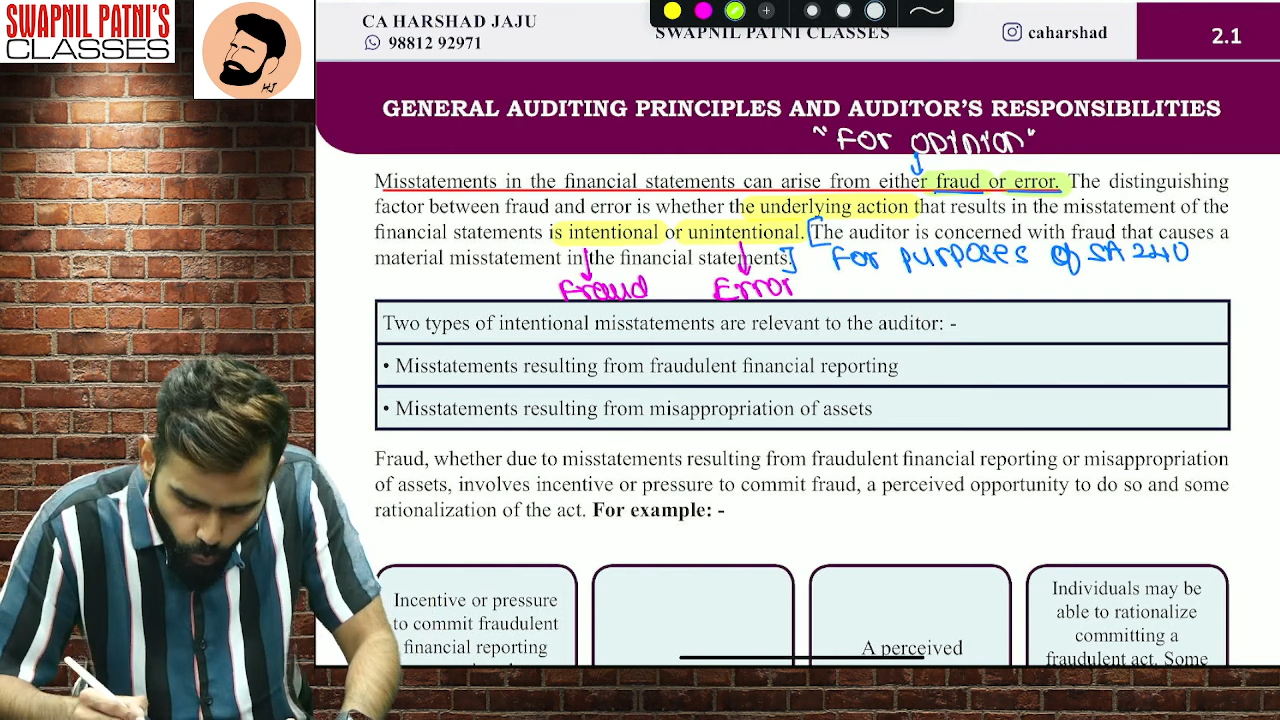 SWAPNIL PATNI'S
CLASSES
HJ
CA HARSHAD JAJU
98812 92971
SWAPNIL PATNI CLASSES
caharshad
2.1
GENERAL AUDITING PRINCIPLES AND AUDITOR'S RESPONSIBILITIES
"For opinion"
Misstatements in the financial statements can arise from either fraud or error. The distinguishing
factor between fraud and error is whether the underlying action that results in the misstatement of the
financial statements is intentional or unintentional. [The auditor is concerned with fraud that causes a
material misstatement in the financial statements.] For purposes of SA 240
Fraud Error
Two types of intentional misstatements are relevant to the auditor: -
• Misstatements resulting from fraudulent financial reporting
• Misstatements resulting from misappropriation of assets
Fraud, whether due to misstatements resulting from fraudulent financial reporting or misappropriation
of assets, involves incentive or pressure to commit fraud, a perceived opportunity to do so and some
rationalization of the act. For example: -
Incentive or pressure
to commit fraudulent
financial reporting
A perceived
Individuals may be
able to rationalize
committing a
fraudulent act. Some